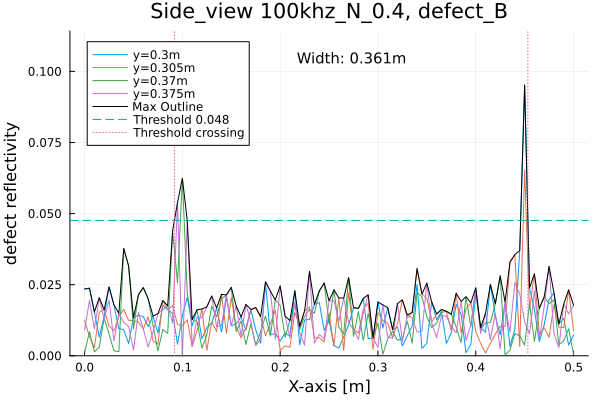 Side_view 100khz_N_0.4, defect_B
Width: 0.361m
y=0.3m
y=0.305m
y=0.37m
y=0.375m
Max Outline
Threshold 0.048
Threshold crossing
defect reflectivity
0.100
0.075
0.050
0.025
0.000
0.0 0.1 0.2 0.3 0.4 0.5
X-axis [m]